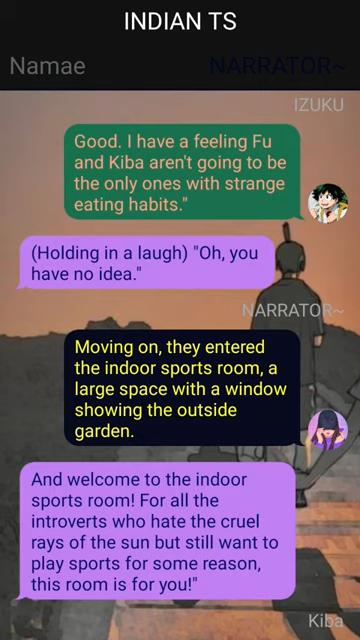 INDIAN TS
Namae
NARRATOR~
IZUKU
Good. I have a feeling Fu
and Kiba aren't going to be
the only ones with strange
eating habits."
(Holding in a laugh) "Oh, you
have no idea."
NARRATOR~
Moving on, they entered
the indoor sports room, a
large space with a window
showing the outside
garden.
And welcome to the indoor
sports room! For all the
introverts who hate the cruel
rays of the sun but still want to
play sports for some reason,
this room is for you!"
Kiba